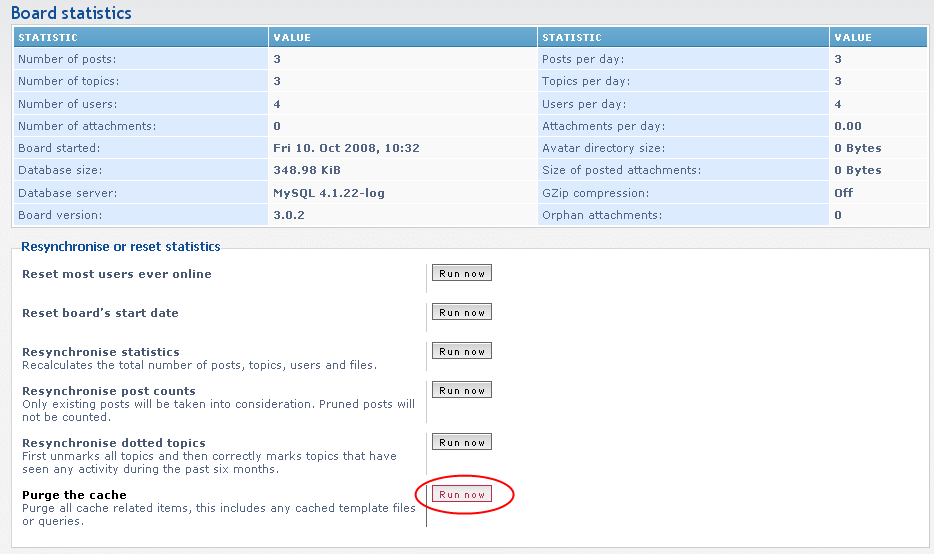 Board statistics
STATISTIC VALUE STATISTIC VALUE
Number of posts: 3 Posts per day: 3
Number of topics: 3 Topics per day: 3
Number of users: 4 Users per day: 4
Number of attachments: 0 Attachments per day: 0.00
Board started: Fri 10. Oct 2008, 10:32 Avatar directory size: 0 Bytes
Database size: 348.98 KiB Size of posted attachments: 0 Bytes
Database server: MySQL 4.1.22-log GZip compression: Off
Board version: 3.0.2 Orphan attachments: 0
Resynchronise or reset statistics
Reset most users ever online Run now
Reset board's start date Run now
Resynchronise statistics Run now
Recalculates the total number of posts, topics, users and files.
Resynchronise post counts Run now
Only existing posts will be taken into consideration. Pruned posts will
not be counted.
Resynchronise dotted topics Run now
First unmarks all topics and then correctly marks topics that have
seen any activity during the past six months.
Purge the cache Run now
Purge all cache related items, this includes any cached template files
or queries.